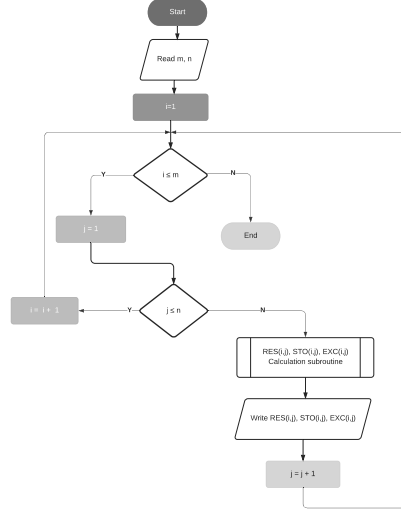 Start
Read m, n
i=1
i ≤ m
Y
N
j = 1
End
j ≤ n
Y
N
i = i + 1
RES(i,j), STO(i,j), EXC(i,j)
Calculation subroutine
Write RES(i,j), STO(i,j), EXC(i,j)
j = j + 1